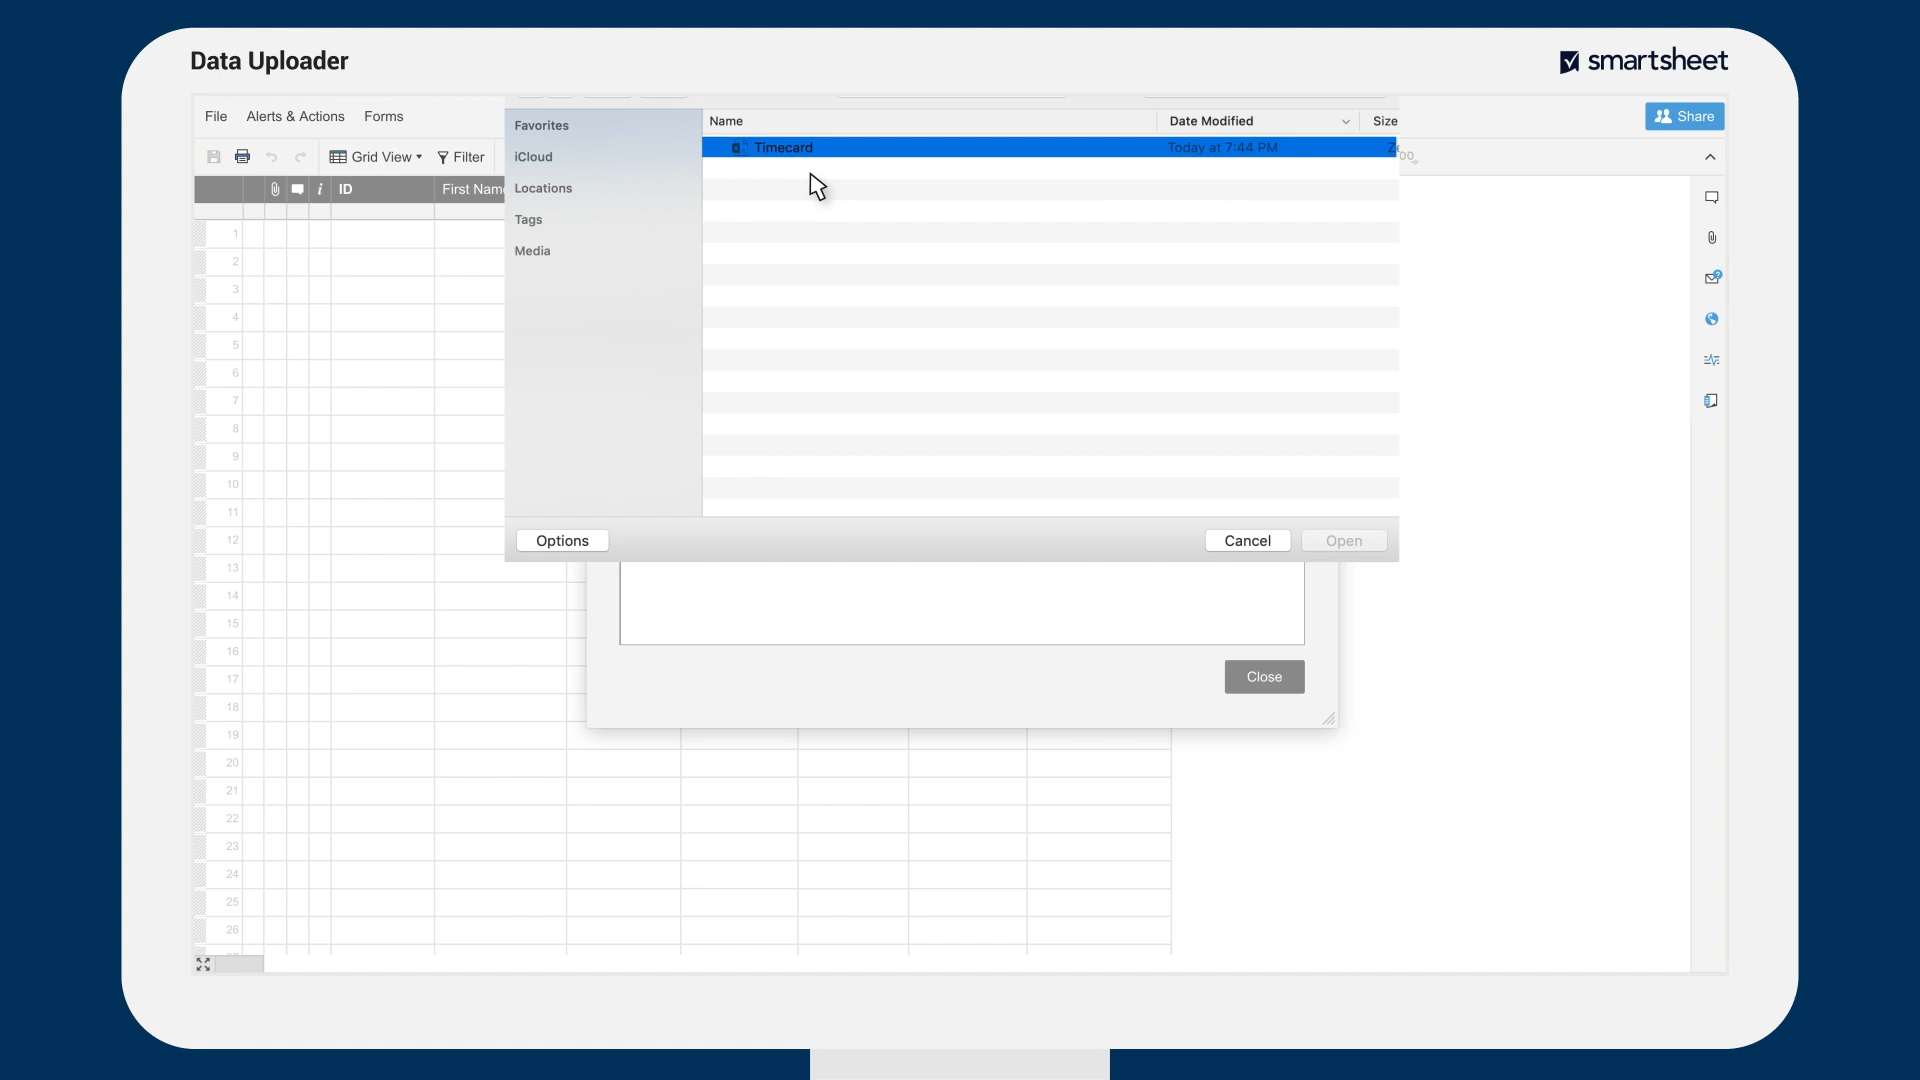 Data Uploader
smartsheet
File Alerts & Actions Forms
Share
Grid View Filter
ID First Name
Favorites
iCloud
Locations
Tags
Media
Name Date Modified Size
Timecard Today at 7:44 PM
Options Cancel Open
Close
1
2
3
4
5
6
7
8
9
10
11
12
13
14
15
16
17
18
19
20
21
22
23
24
25
26